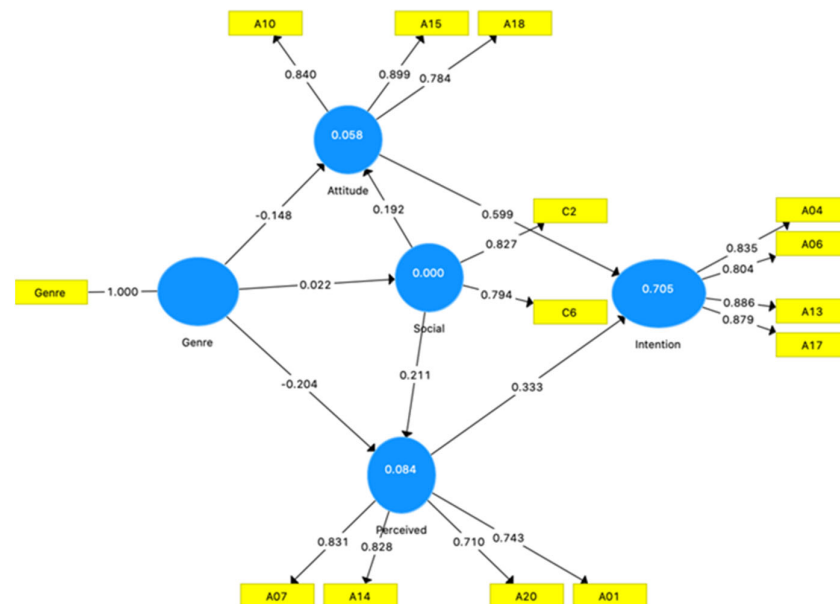 A10
A15
A18
0.840
0.899
0.784
0.058
Attitude
-0.148
0.192
0.599
C2
0.827
A04
0.835
A06
0.804
Genre
1.000
0.022
0.000
0.794
C6
Social
0.705
0.886
A13
0.879
A17
Genre
Intention
0.211
-0.204
0.333
0.084
Perceived
0.831
0.828
0.710
0.743
A07
A14
A20
A01